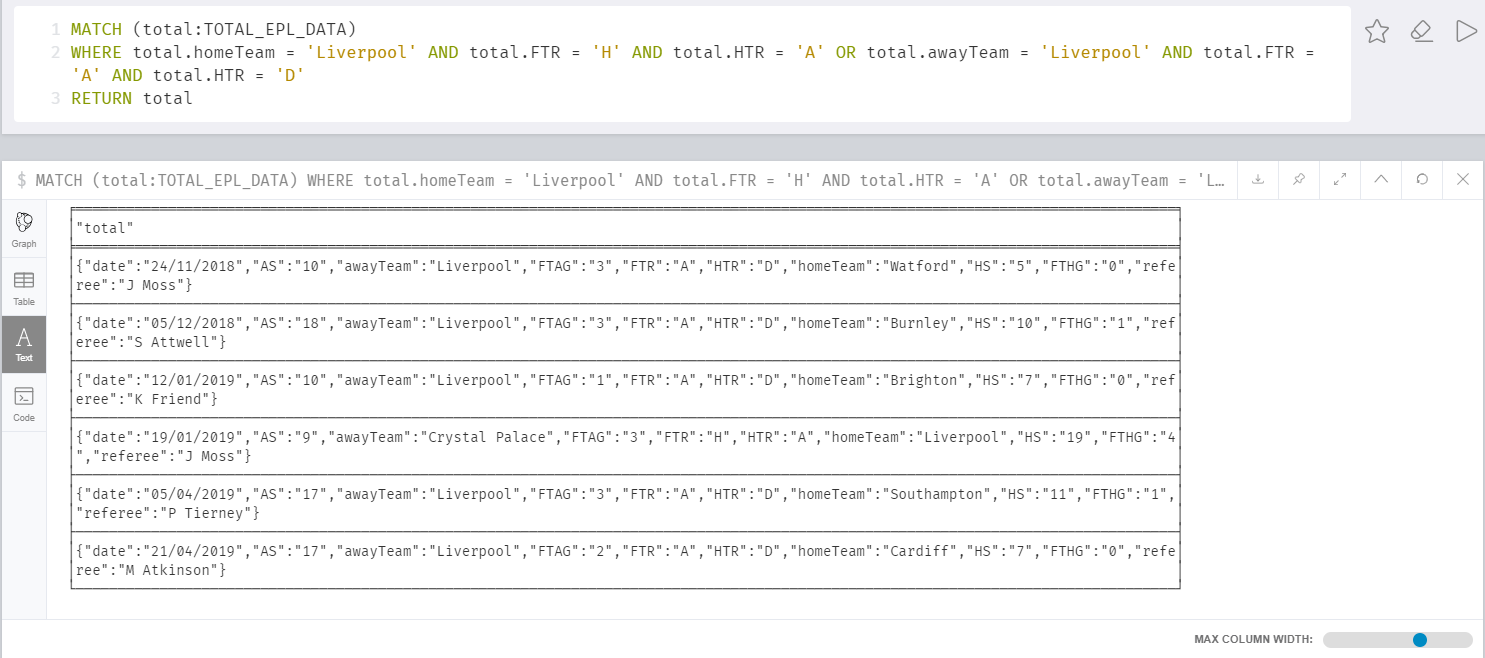 1 MATCH (total:TOTAL_EPL_DATA)
2 WHERE total.homeTeam = 'Liverpool' AND total.FTR = 'H' AND total.HTR = 'A' OR total.awayTeam = 'Liverpool' AND total.FTR =
'A' AND total.HTR = 'D'
3 RETURN total
$ MATCH (total:TOTAL_EPL_DATA) WHERE total.homeTeam = 'Liverpool' AND total.FTR = 'H' AND total.HTR = 'A' OR total.awayTeam = 'L…
Graph
Table
A
Text
Code
"total"
{"date":"24/11/2018","AS":"10","awayTeam":"Liverpool","FTAG":"3","FTR":"A","HTR":"D","homeTeam":"Watford","HS":"5","FTHG":"0","refe
ree":"J Moss"}
{"date":"05/12/2018","AS":"18","awayTeam":"Liverpool","FTAG":"3","FTR":"A","HTR":"D","homeTeam":"Burnley","HS":"10","FTHG":"1","ref
eree":"S Attwell"}
{"date":"12/01/2019","AS":"10","awayTeam":"Liverpool","FTAG":"1","FTR":"A","HTR":"D","homeTeam":"Brighton","HS":"7","FTHG":"0","ref
eree":"K Friend"}
{"date":"19/01/2019","AS":"9","awayTeam":"Crystal Palace","FTAG":"3","FTR":"H","HTR":"A","homeTeam":"Liverpool","HS":"19","FTHG":"4
","referee":"J Moss"}
{"date":"05/04/2019","AS":"17","awayTeam":"Liverpool","FTAG":"3","FTR":"A","HTR":"D","homeTeam":"Southampton","HS":"11","FTHG":"1",
"referee":"P Tierney"}
{"date":"21/04/2019","AS":"17","awayTeam":"Liverpool","FTAG":"2","FTR":"A","HTR":"D","homeTeam":"Cardiff","HS":"7","FTHG":"0","refe
ree":"M Atkinson"}
MAX COLUMN WIDTH: